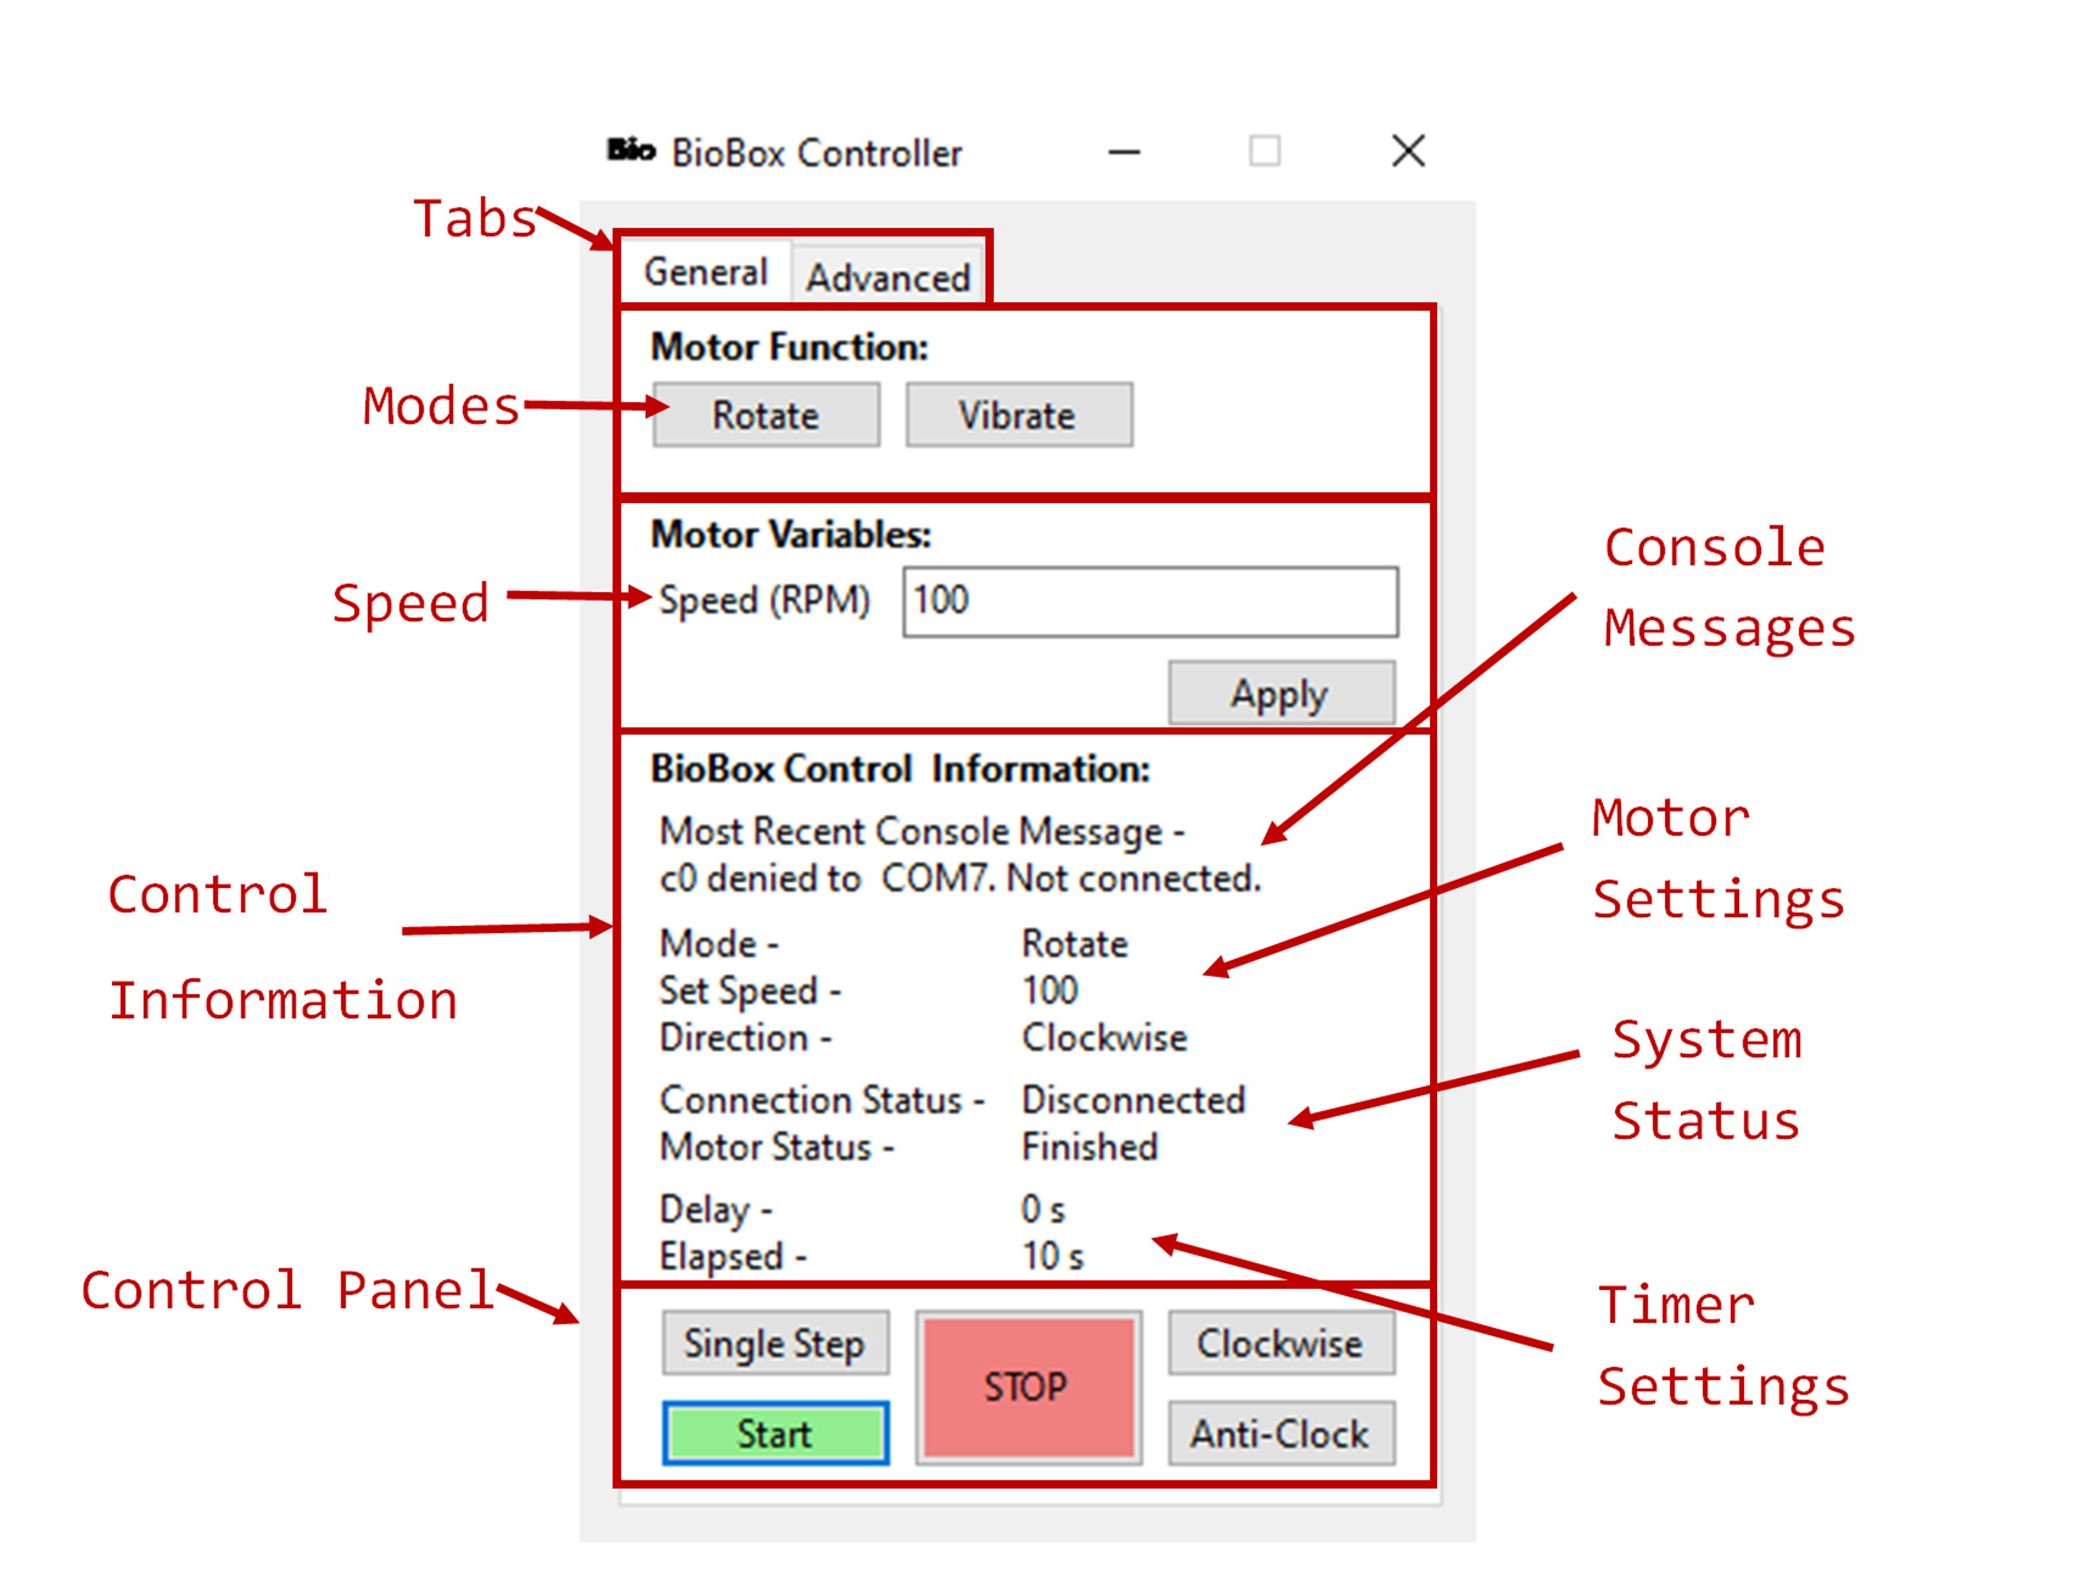 Bio BioBox Controller
Tabs
General Advanced
Motor Function:
Modes
Rotate Vibrate
Motor Variables:
Speed
Speed (RPM) 100
Apply
Console
Messages
BioBox Control  Information:
Most Recent Console Message -
c0 denied to  COM7. Not connected.
Motor
Settings
Control
Information
Mode - Rotate
Set Speed - 100
Direction - Clockwise
System
Status
Connection Status - Disconnected
Motor Status - Finished
Delay - 0 s
Elapsed - 10 s
Timer
Settings
Control Panel
Single Step STOP Clockwise
Start Anti-Clock